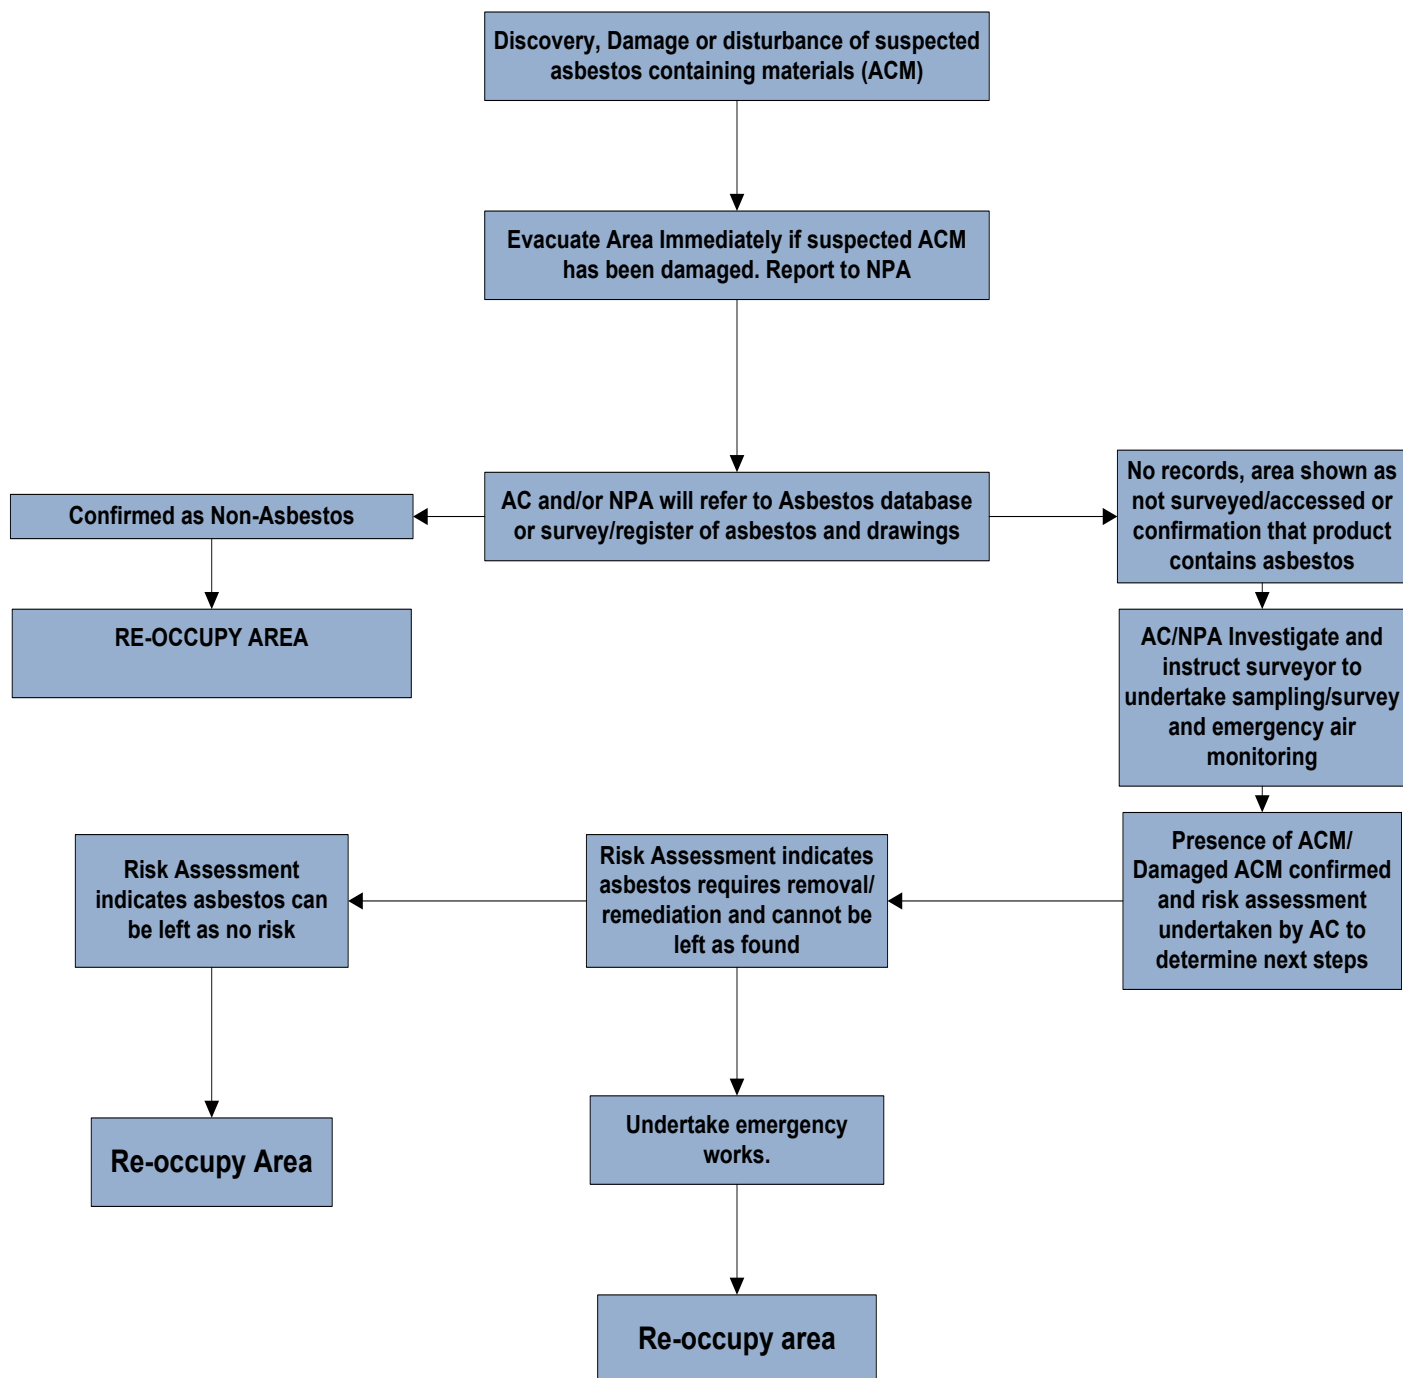 Discovery, Damage or disturbance of suspected
asbestos containing materials (ACM)
Evacuate Area Immediately if suspected ACM
has been damaged. Report to NPA
AC and/or NPA will refer to Asbestos database
or survey/register of asbestos and drawings
Confirmed as Non-Asbestos
RE-OCCUPY AREA
No records, area shown as
not surveyed/accessed or
confirmation that product
contains asbestos
AC/NPA Investigate and
instruct surveyor to
undertake sampling/survey
and emergency air
monitoring
Presence of ACM/
Damaged ACM confirmed
and risk assessment
undertaken by AC to
determine next steps
Risk Assessment indicates
asbestos requires removal/
remediation and cannot be
left as found
Risk Assessment
indicates asbestos can
be left as no risk
Re-occupy Area
Undertake emergency
works.
Re-occupy area